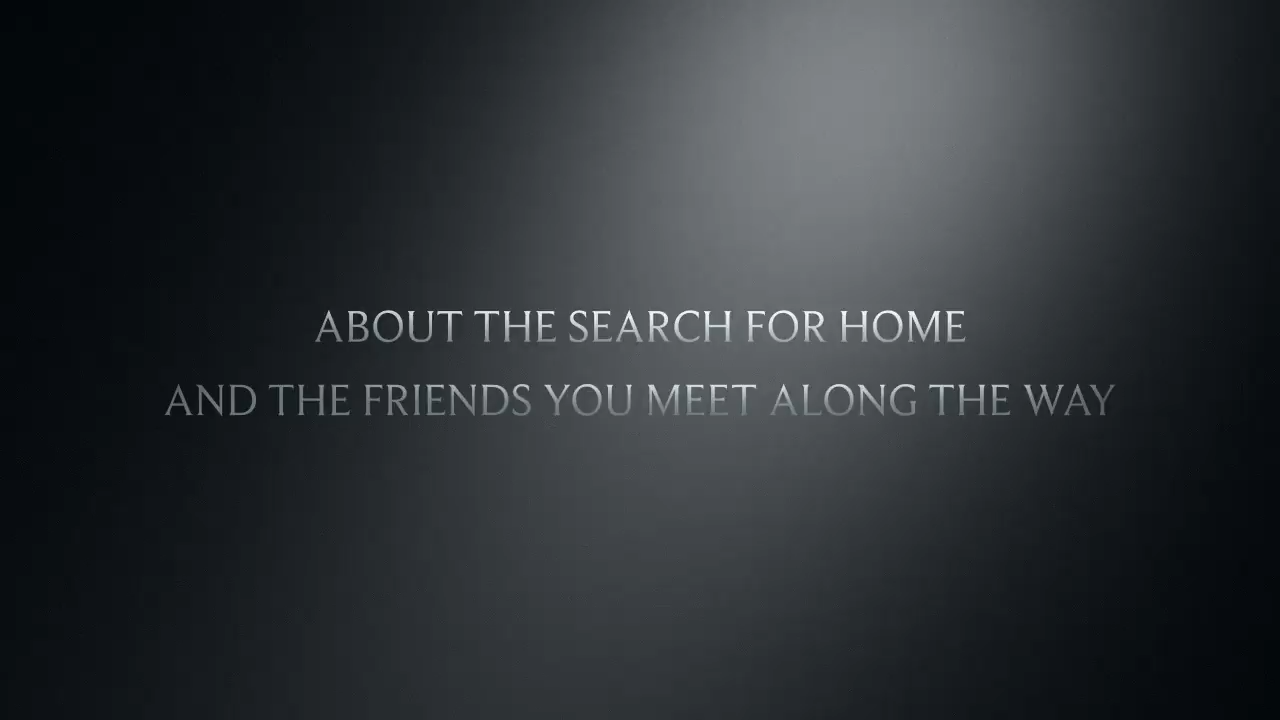 ABOUT THE SEARCH FOR HOME
AND THE FRIENDS YOU MEET ALONG THE WAY